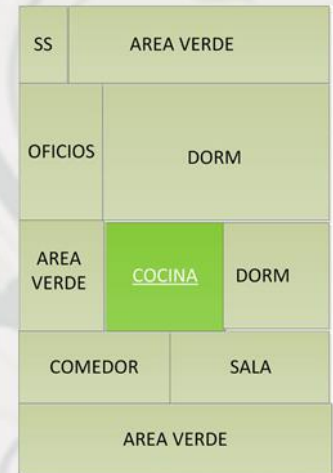 SS
AREA VERDE
OFICIOS
DORM
AREA
VERDE
COCINA
DORM
COMEDOR
SALA
AREA VERDE